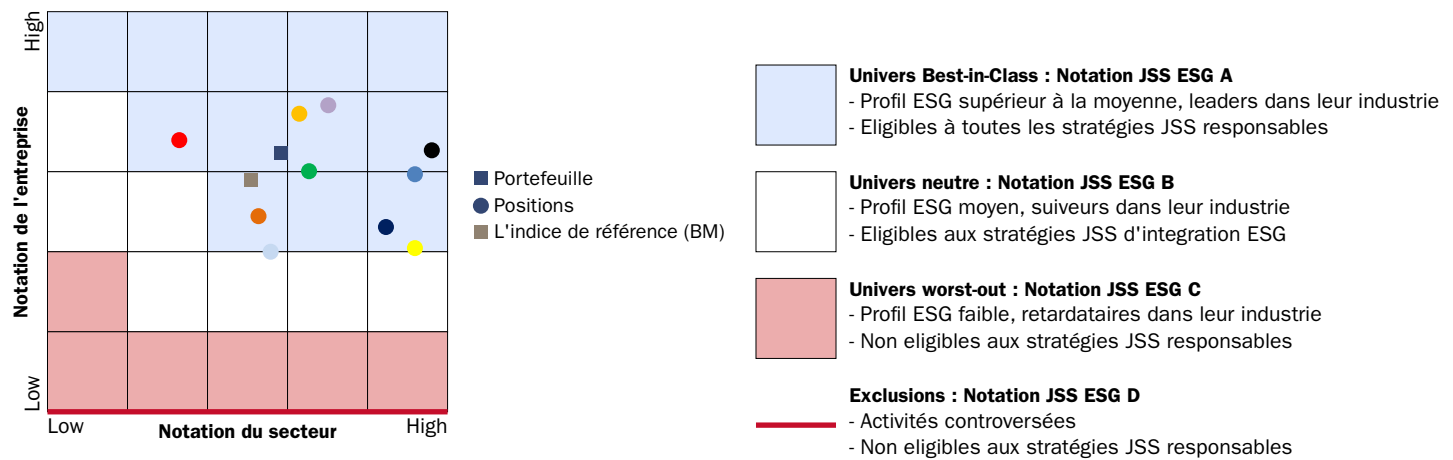 High
Notation de l'entreprise
Low
Low
Notation du secteur
High
Portefeuille
Positions
L'indice de référence (BM)
Univers Best-in-Class : Notation JSS ESG A
- Profil ESG supérieur à la moyenne, leaders dans leur industrie
- Eligibles à toutes les stratégies JSS responsables
Univers neutre : Notation JSS ESG B
- Profil ESG moyen, suiveurs dans leur industrie
- Eligibles aux stratégies JSS d'integration ESG
Univers worst-out : Notation JSS ESG C
- Profil ESG faible, retardataires dans leur industrie
- Non eligibles aux stratégies JSS responsables
Exclusions : Notation JSS ESG D
- Activités controversées
- Non eligibles aux stratégies JSS responsables